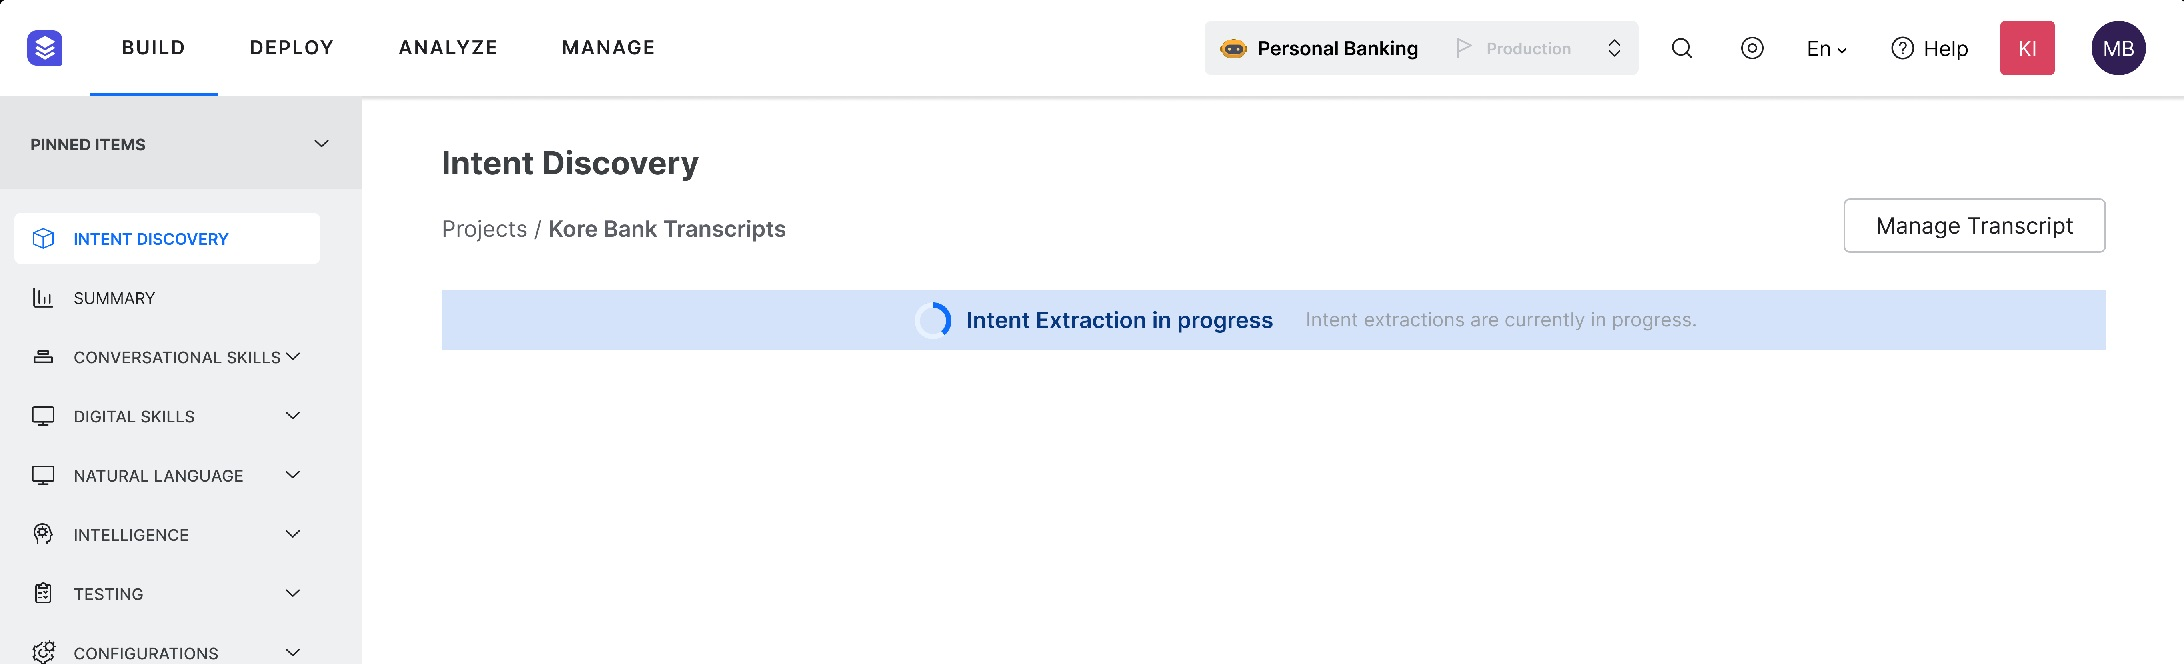 BUILD DEPLOY ANALYZE MANAGE Personal Banking Production En Help KI MB
PINNED ITEMS
INTENT DISCOVERY
SUMMARY
CONVERSATIONAL SKILLS
DIGITAL SKILLS
NATURAL LANGUAGE
INTELLIGENCE
TESTING
CONFIGURATIONS
Intent Discovery
Projects / Kore Bank Transcripts
Manage Transcript
Intent Extraction in progress Intent extractions are currently in progress.